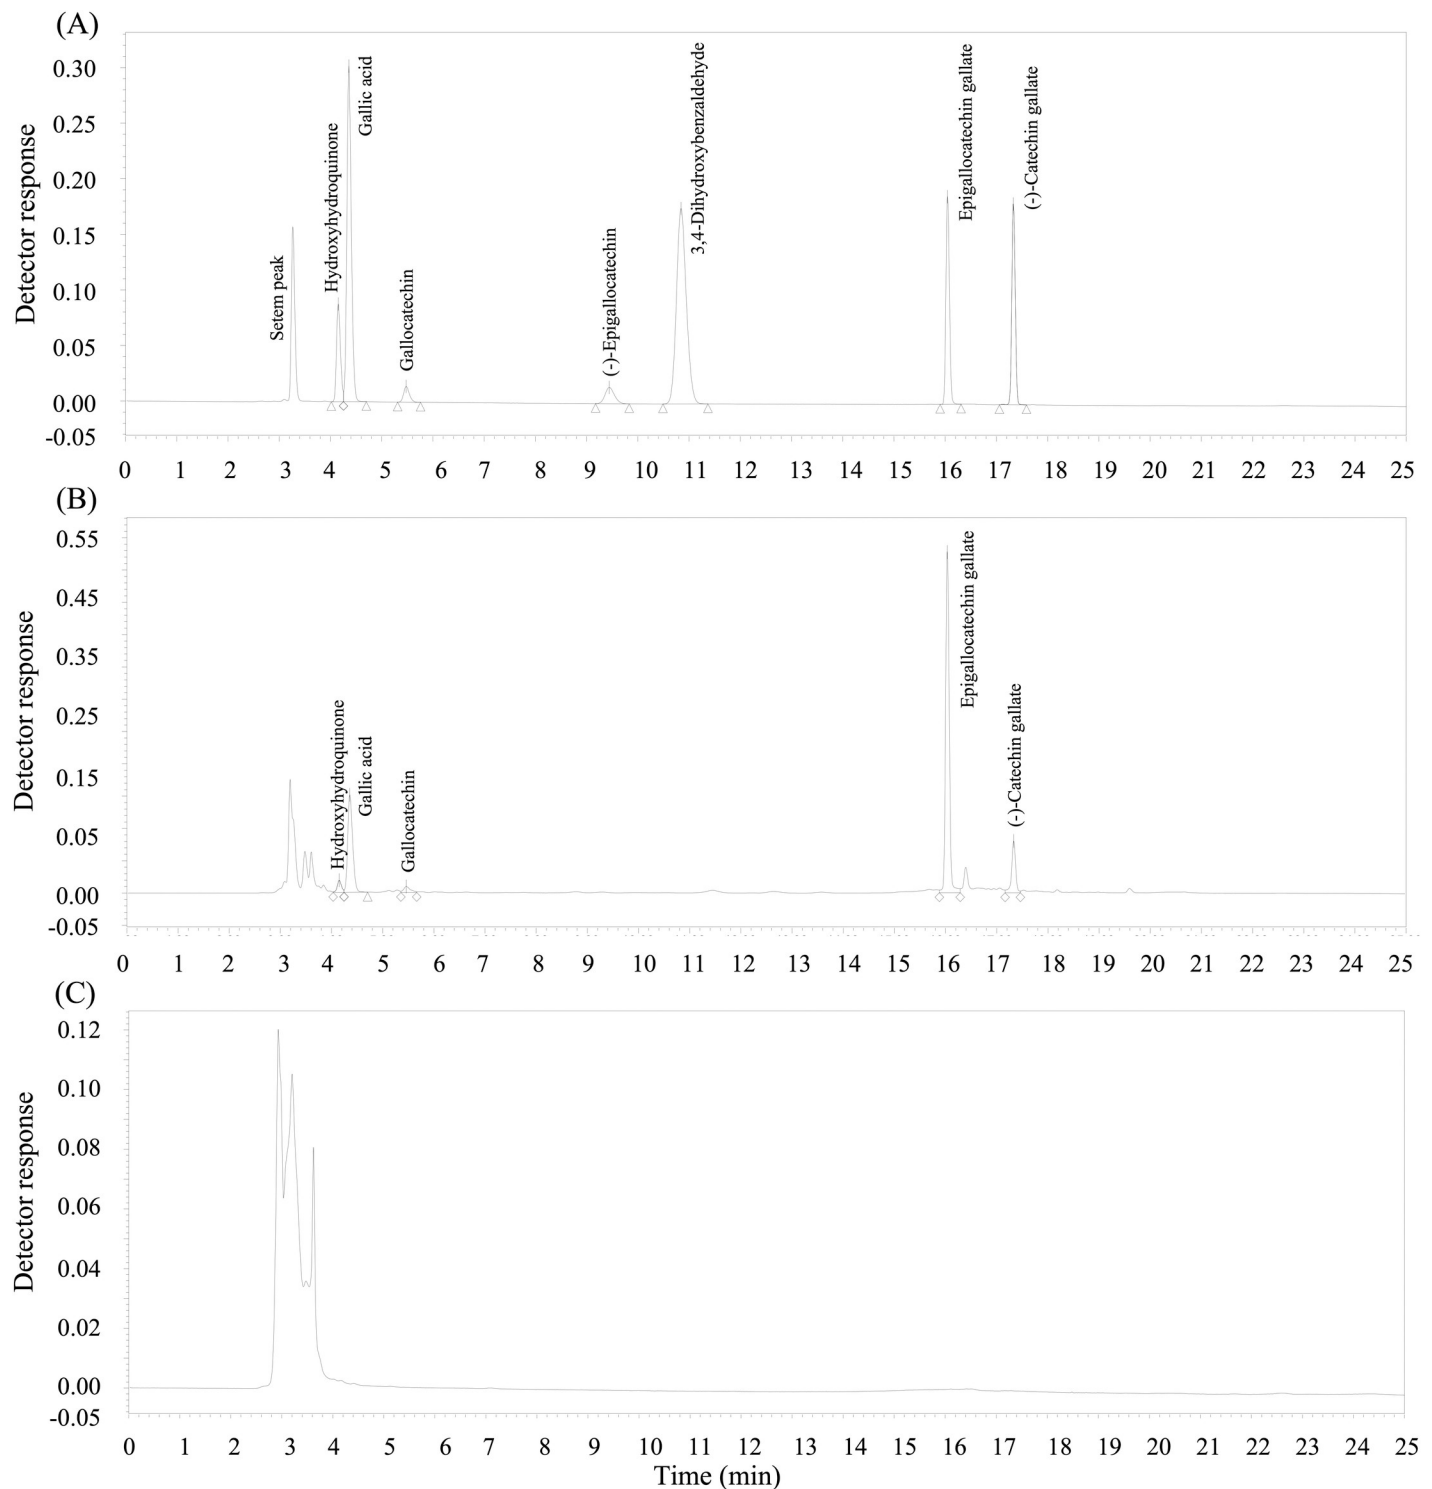 (A)
Detector response
0.30
0.25
0.20
0.15
0.10
0.05
0.00
-0.05
Setem peak
Hydroxyhydroquinone
Gallic acid
Gallocatechin
(-)-Epigallocatechin
3,4-Dihydroxybenzaldehyde
Epigallocatechin gallate
(-)-Catechin gallate
0 1 2 3 4 5 6 7 8 9 10 11 12 13 14 15 16 17 18 19 20 21 22 23 24 25
(B)
Detector response
0.55
0.45
0.35
0.25
0.15
0.05
0.00
-0.05
Hydroxyhydroquinone
Gallic acid
Gallocatechin
Epigallocatechin gallate
(-)-Catechin gallate
0 1 2 3 4 5 6 7 8 9 10 11 12 13 14 15 16 17 18 19 20 21 22 23 24 25
(C)
Detector response
0.12
0.10
0.08
0.06
0.04
0.02
0.00
-0.05
0 1 2 3 4 5 6 7 8 9 10 11 12 13 14 15 16 17 18 19 20 21 22 23 24 25
Time (min)